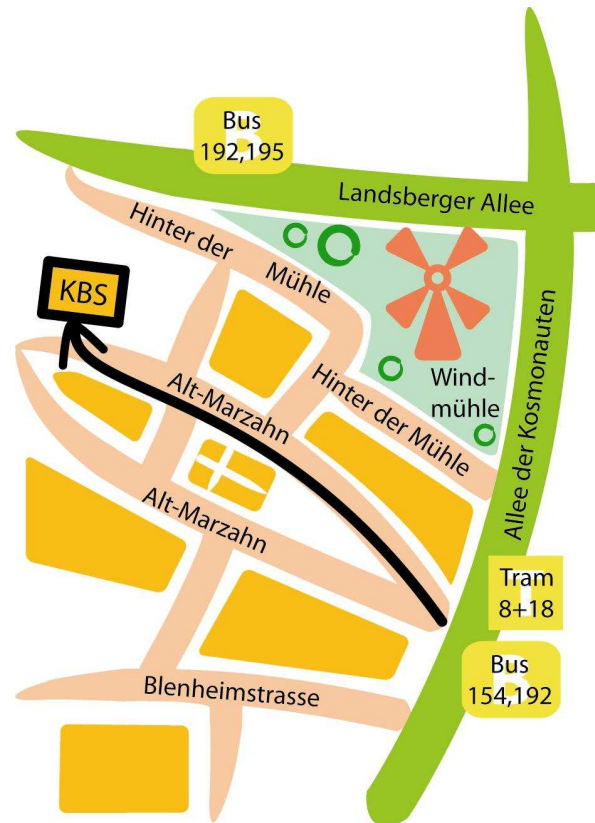 Bus
192,195
Landsberger Allee
Hinter der
Mühle
KBS
Wind-
mühle
Allee der Kosmonauten
Alt-Marzahn
Hinter der Mühle
Alt-Marzahn
T
Tram
8+18
B
Bus
154,192
Blenheimstrasse